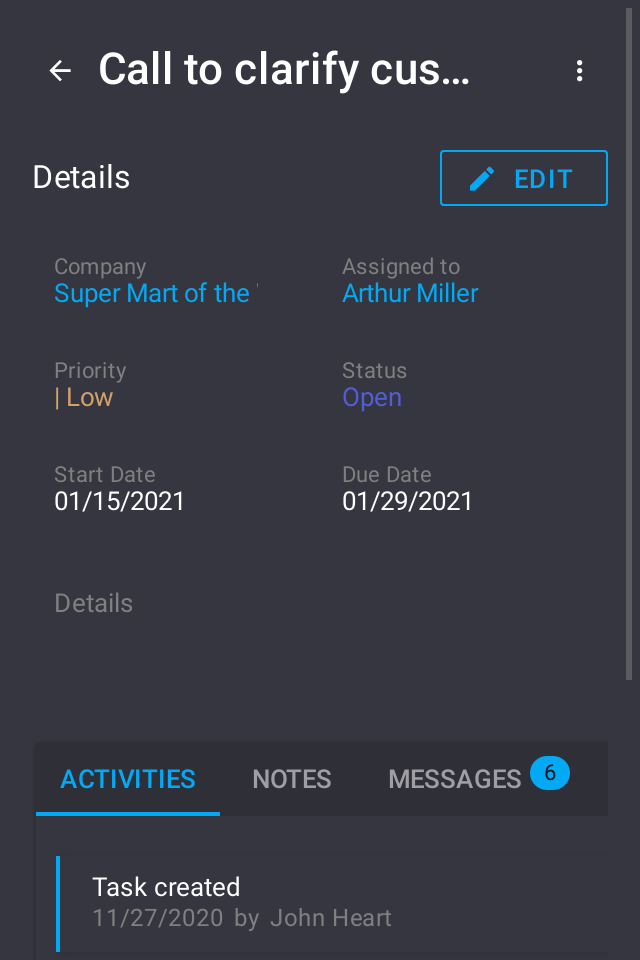 Call to clarify cus...
Details
EDIT
Company
Assigned to
Super Mart of the
Arthur Miller
Priority
Status
| Low
Open
Start Date
Due Date
01/15/2021
01/29/2021
Details
ACTIVITIES
NOTES
MESSAGES
6
Task created
11/27/2020 by John Heart